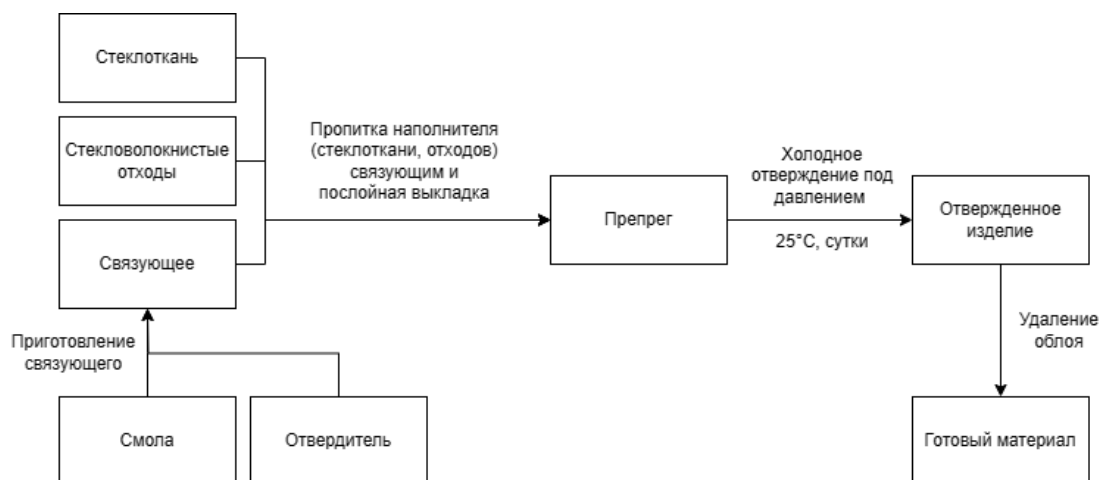 Стеклоткань
Стекловолокнистые
отходы
Связующее
Приготовление
связующего
Смола
Отвердитель
Пропитка наполнителя
(стеклоткани, отходов)
связующим и
послойная выкладка
Препрег
Холодное
отверждение под
давлением
25°C, сутки
Отвержденное
изделие
Удаление
облоя
Готовый материал